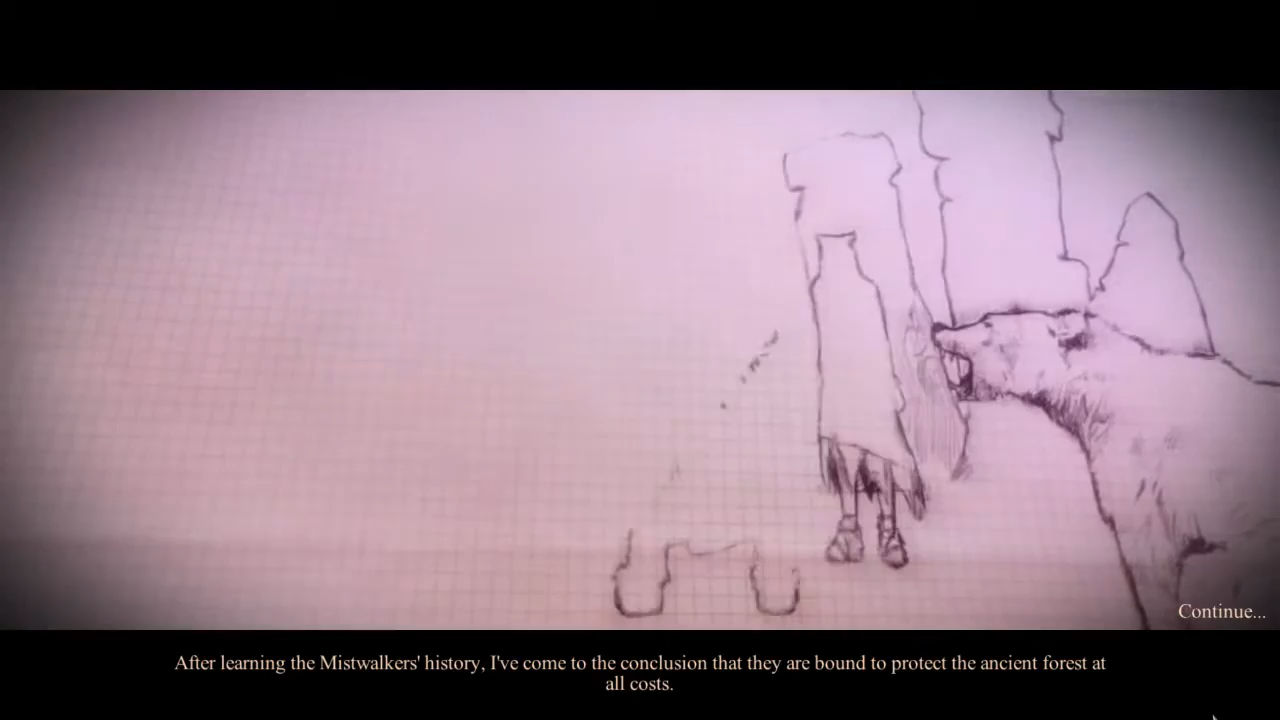 Continue...
After learning the Mistwalkers' history, I've come to the conclusion that they are bound to protect the ancient forest at
all costs.